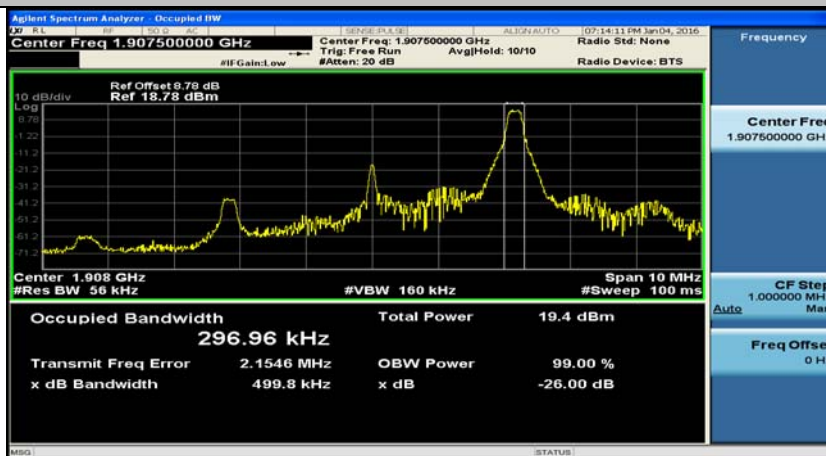 Agilent Spectrum Analyzer - Occupied BW
RL RF 50 Ω AC SENSE:PULSE ALIGN AUTO 07:14:11 PM Jan 04, 2016
Center Freq 1.907500000 GHz Center Freq: 1.907500000 GHz Radio Std: None
Trig: Free Run Avg|Hold: 10/10
#IFGain:Low #Atten: 20 dB Radio Device: BTS
Frequency
Ref Offset 8.78 dB
10 dB/div Ref 18.78 dBm
Log
8.78
-1.22
-11.2
-21.2
-31.2
-41.2
-51.2
-61.2
-71.2
Center 1.908 GHz Span 10 MHz
#Res BW 56 kHz #VBW 160 kHz #Sweep 100 ms
Occupied Bandwidth Total Power 19.4 dBm
296.96 kHz
Transmit Freq Error 2.1546 MHz OBW Power 99.00 %
x dB Bandwidth 499.8 kHz x dB -26.00 dB
Center Fre
1.907500000 GH
CF Step
1.000000 MH
Auto Ma
Freq Offse
0 H
MSG STATUS